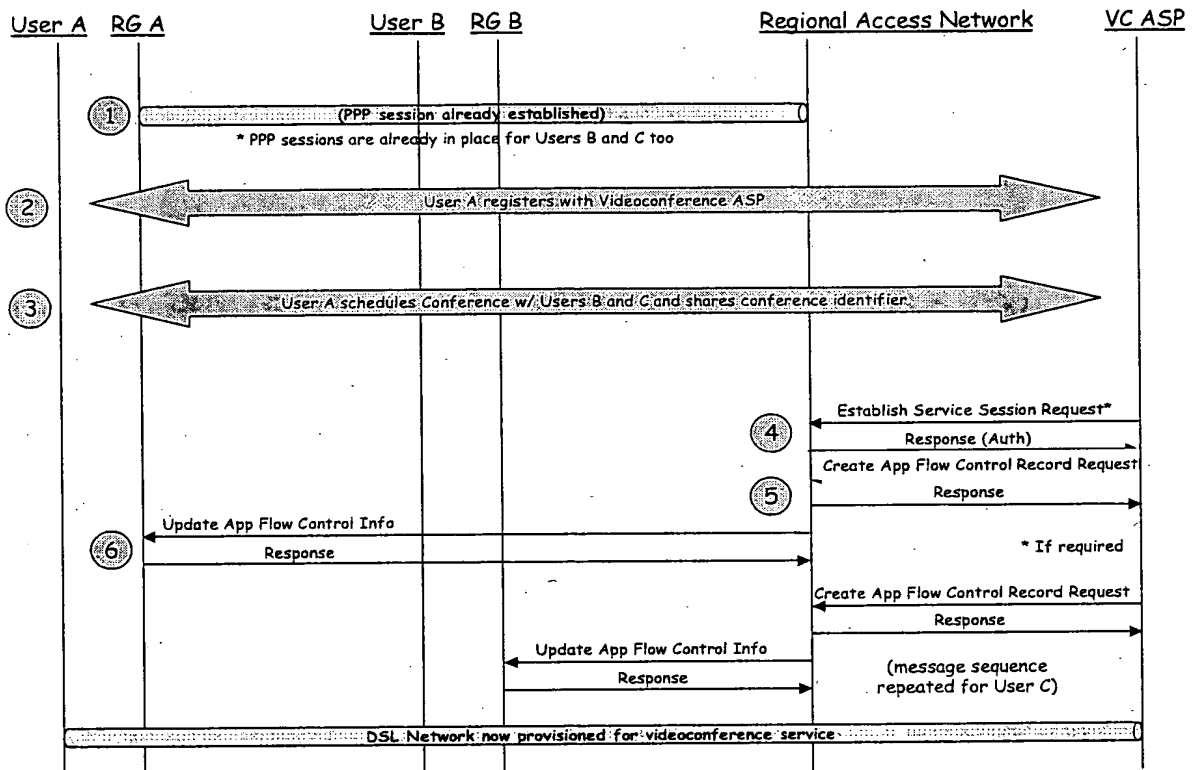 User A RG A User B RG B Regional Access Network VC ASP
1
(PPP session already established)
* PPP sessions are already in place for Users B and C too
2
User A registers with Videoconference ASP
3
User A schedules Conference w/ Users B and C and shares conference identifier
Establish Service Session Request*
4
Response (Auth)
Create App Flow Control Record Request
5
Response
Update App Flow Control Info
6
Response
* If required
Create App Flow Control Record Request
Response
Update App Flow Control Info
Response
(message sequence
repeated for User C)
DSL Network now provisioned for videoconference service